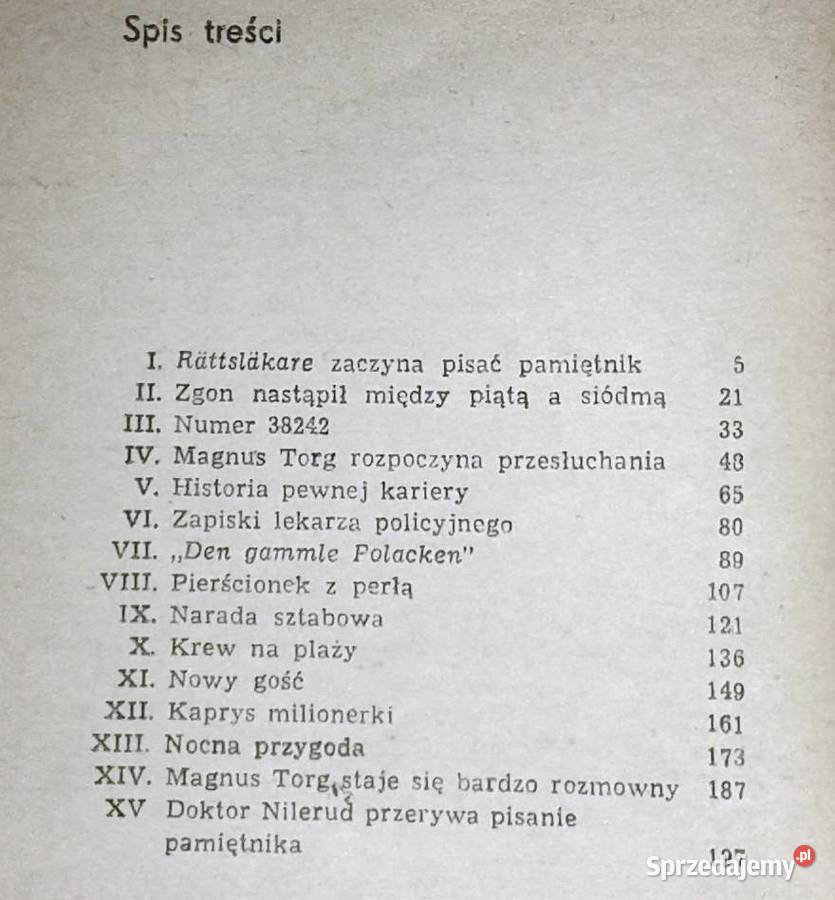 Spis treści
I. Rättsläkare zaczyna pisać pamiętnik 5
II. Zgon nastąpił między piątą a siódmą 21
III. Numer 38242 33
IV. Magnus Torg rozpoczyna przesłuchania 48
V. Historia pewnej kariery 65
VI. Zapiski lekarza policyjnego 80
VII. „Den gammle Polacken” 89
VIII. Pierścionek z perłą 107
IX. Narada sztabowa 121
X. Krew na plaży 136
XI. Nowy gość 149
XII. Kaprys milionerki 161
XIII. Nocna przygoda 173
XIV. Magnus Torg staje się bardzo rozmowny 187
XV Doktor Nilerud przerywa pisanie
pamiętnika
Sprzedajemy.pl